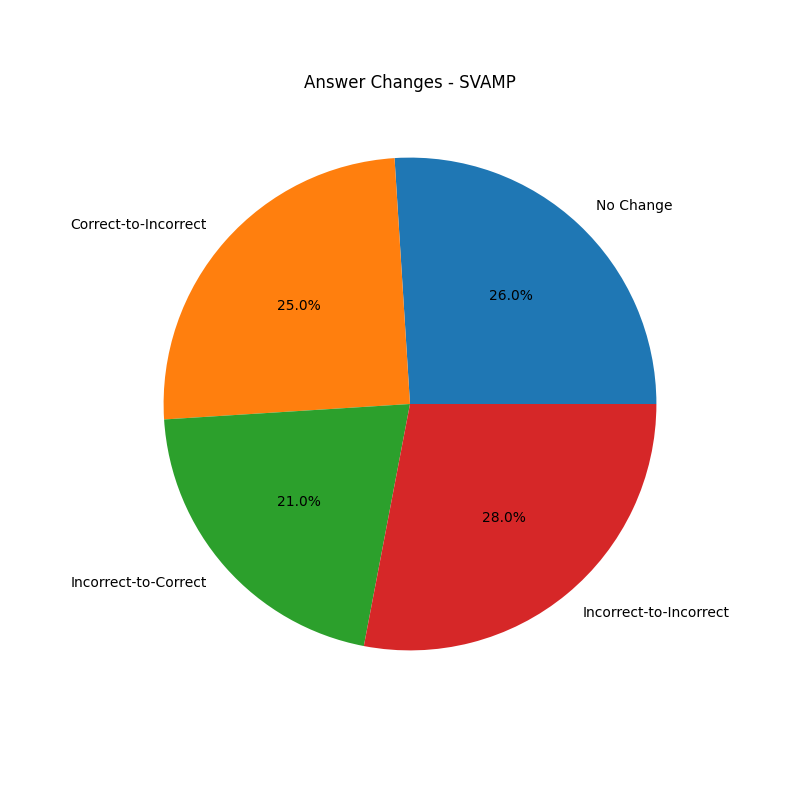 Answer Changes - SVAMP
No Change
Correct-to-Incorrect
26.0%
25.0%
21.0%
28.0%
Incorrect-to-Correct
Incorrect-to-Incorrect